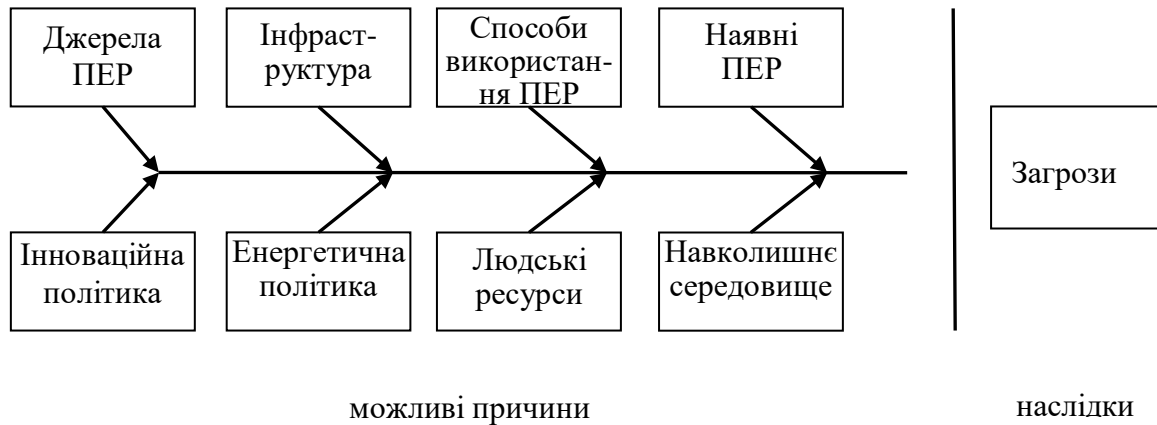 Джерела
ПЕР
Інфраст-
руктура
Способи
використан-
ня ПЕР
Наявні
ПЕР
Загрози
Інноваційна
політика
Енергетична
політика
Людські
ресурси
Навколишнє
середовище
можливі причини
наслідки